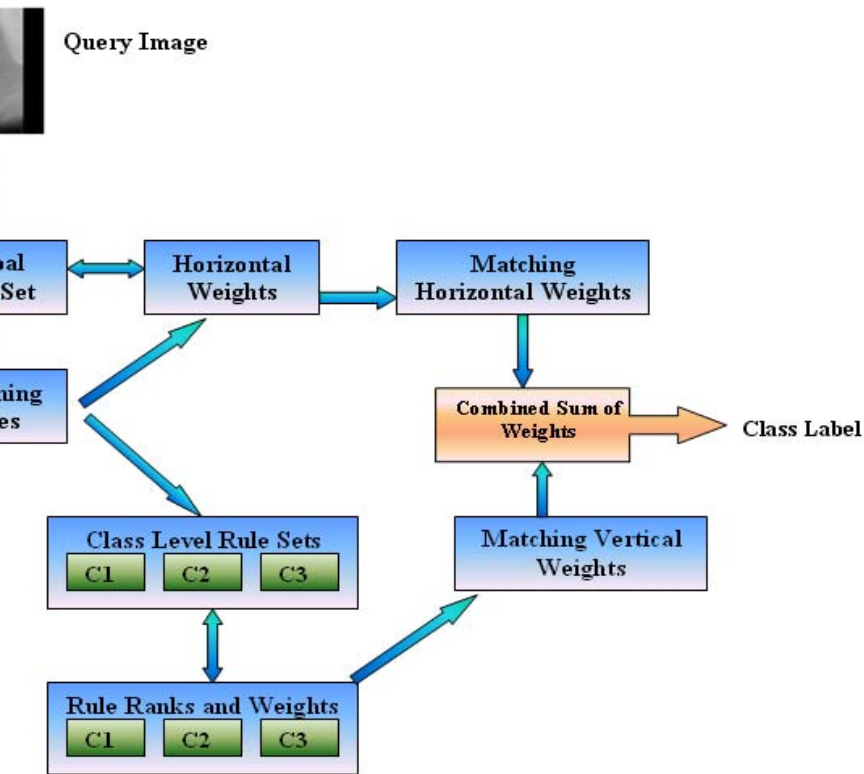 Query Image
Set
Horizontal
Weights
Matching
Horizontal Weights
Combined Sum of
Weights
Class Label
Class Level Rule Sets
C1 C2 C3
Matching Vertical
Weights
Rule Ranks and Weights
C1 C2 C3